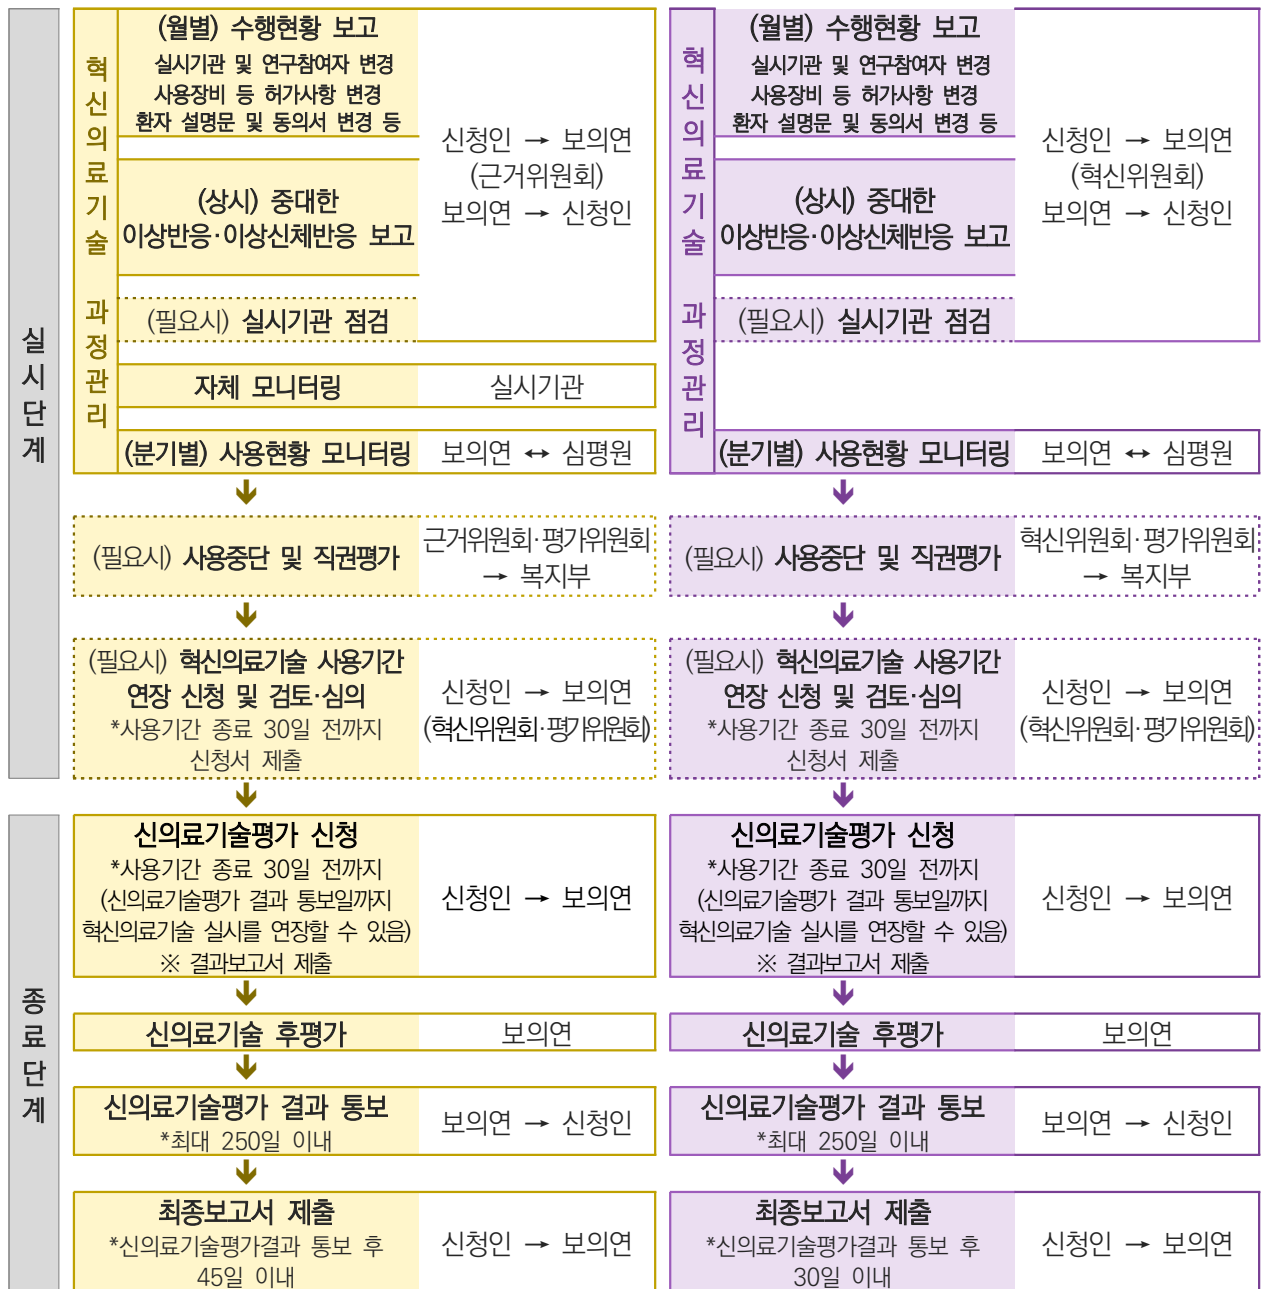 실시단계
혁신의료기술 과정관리
(월별) 수행현황 보고
실시기관 및 연구참여자 변경
사용장비 등 허가사항 변경
환자 설명문 및 동의서 변경 등
(상시) 중대한
이상반응·이상신체반응 보고
(필요시) 실시기관 점검
신청인 → 보의연
(근거위원회)
보의연 → 신청인
자체 모니터링
실시기관
(분기별) 사용현황 모니터링
보의연 ↔ 심평원
(필요시) 사용중단 및 직권평가
근거위원회·평가위원회
→ 복지부
(필요시) 혁신의료기술 사용기간
연장 신청 및 검토·심의
*사용기간 종료 30일 전까지
신청서 제출
신청인 → 보의연
(혁신위원회·평가위원회)
혁신의료기술 과정관리
(월별) 수행현황 보고
실시기관 및 연구참여자 변경
사용장비 등 허가사항 변경
환자 설명문 및 동의서 변경 등
(상시) 중대한
이상반응·이상신체반응 보고
(필요시) 실시기관 점검
신청인 → 보의연
(혁신위원회)
보의연 → 신청인
(분기별) 사용현황 모니터링
보의연 ↔ 심평원
(필요시) 사용중단 및 직권평가
혁신위원회·평가위원회
→ 복지부
(필요시) 혁신의료기술 사용기간
연장 신청 및 검토·심의
*사용기간 종료 30일 전까지
신청서 제출
신청인 → 보의연
(혁신위원회·평가위원회)
종료단계
신의료기술평가 신청
*사용기간 종료 30일 전까지
(신의료기술평가 결과 통보일까지
혁신의료기술 실시를 연장할 수 있음)
※ 결과보고서 제출
신청인 → 보의연
신의료기술 후평가
보의연
신의료기술평가 결과 통보
*최대 250일 이내
보의연 → 신청인
최종보고서 제출
*신의료기술평가결과 통보 후
45일 이내
신청인 → 보의연
신의료기술평가 신청
*사용기간 종료 30일 전까지
(신의료기술평가 결과 통보일까지
혁신의료기술 실시를 연장할 수 있음)
※ 결과보고서 제출
신청인 → 보의연
신의료기술 후평가
보의연
신의료기술평가 결과 통보
*최대 250일 이내
보의연 → 신청인
최종보고서 제출
*신의료기술평가결과 통보 후
30일 이내
신청인 → 보의연